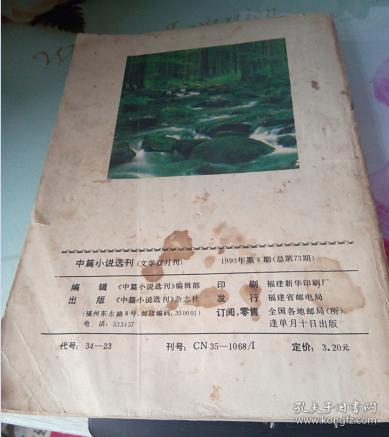 中篇小说选刊(文学双月刊) 1993年第4期(总第73期)
编辑 《中篇小说选刊》编辑部 印刷 福建新华印刷厂
出版 《中篇小说选刊》杂志社 发行 福建省邮电局
(福州东水路8号,邮政编码:350001) 订阅、零售 全国各地邮局(所)
电话:533457 逢单月十日出版
代号:34—23 刊号:CN35—1068/I 定价:3.20元
孔夫子旧书网